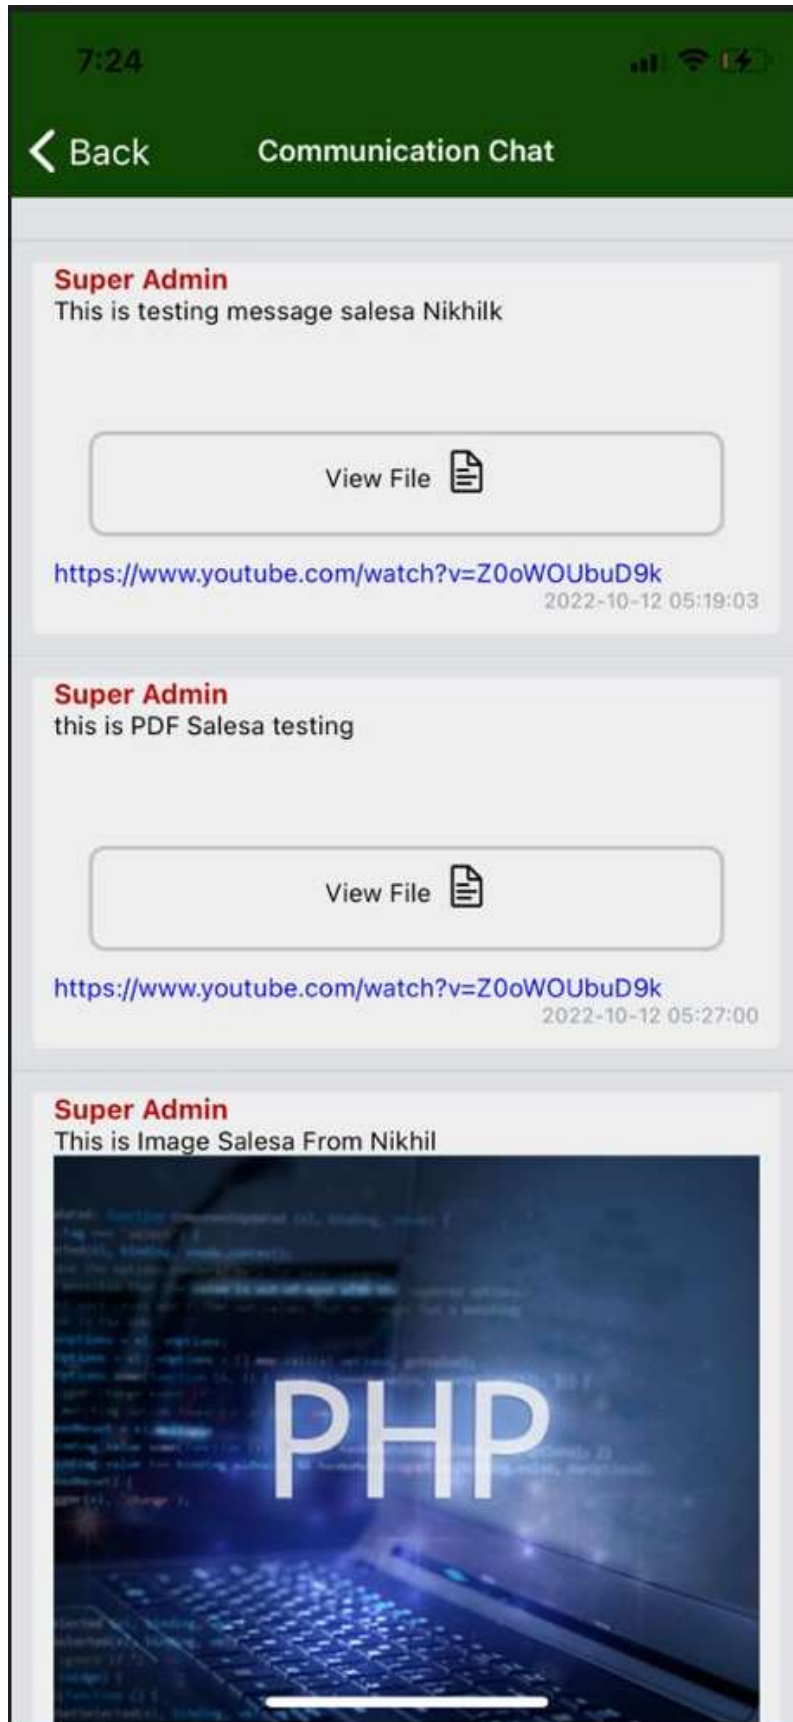 7:24
Back
Communication Chat
Super Admin
This is testing message salesa Nikhilk
View File
https://www.youtube.com/watch?v=Z0oWOUbuD9k
2022-10-12 05:19:03
Super Admin
this is PDF Salesa testing
View File
https://www.youtube.com/watch?v=Z0oWOUbuD9k
2022-10-12 05:27:00
Super Admin
This is Image Salesa From Nikhil
PHP